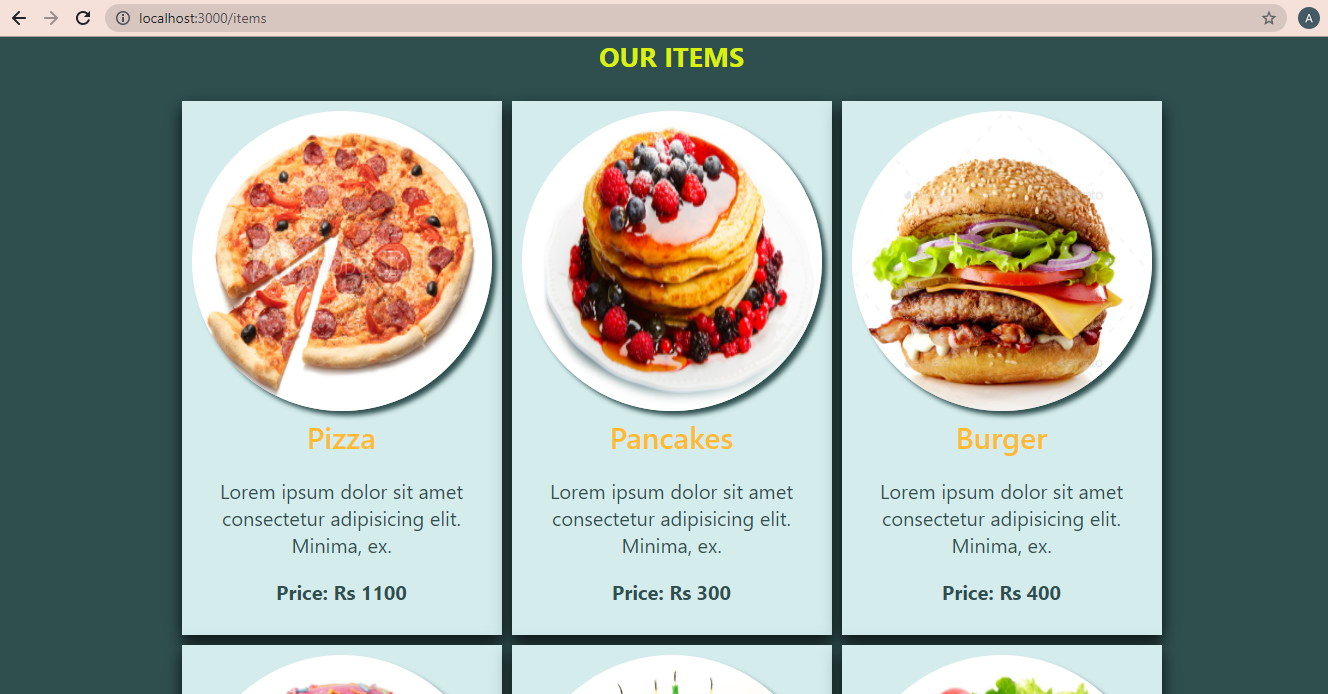 localhost:3000/items
A
OUR ITEMS
Pizza
Lorem ipsum dolor sit amet
consectetur adipisicing elit.
Minima, ex.
Price: Rs 1100
Pancakes
Lorem ipsum dolor sit amet
consectetur adipisicing elit.
Minima, ex.
Price: Rs 300
Burger
Lorem ipsum dolor sit amet
consectetur adipisicing elit.
Minima, ex.
Price: Rs 400